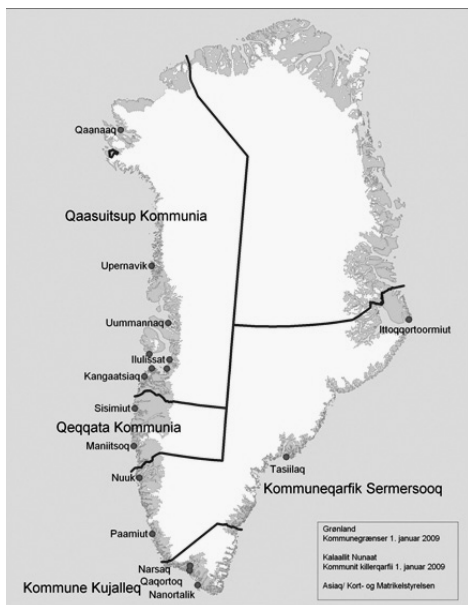 Qaanaaq
Qaasuitsup Kommunia
Upernavik
Uummannaq
Ittoqqortoormiut
Ilulissat
Kangaatsiaq
Sisimiut
Qeqqata Kommunia
Maniitsoq
Tasiilaq
Nuuk
Kommuneqarfik Sermersooq
Paamiut
Narsaq
Qaqortoq
Kommune Kujalleq
Nanortalik
Grønland
Kommunegrænser 1. januar 2009
Kalaallit Nunaat
Kommunit killerqarfii 1. januar 2009
Asiaq/ Kort- og Matrikelstyrelsen